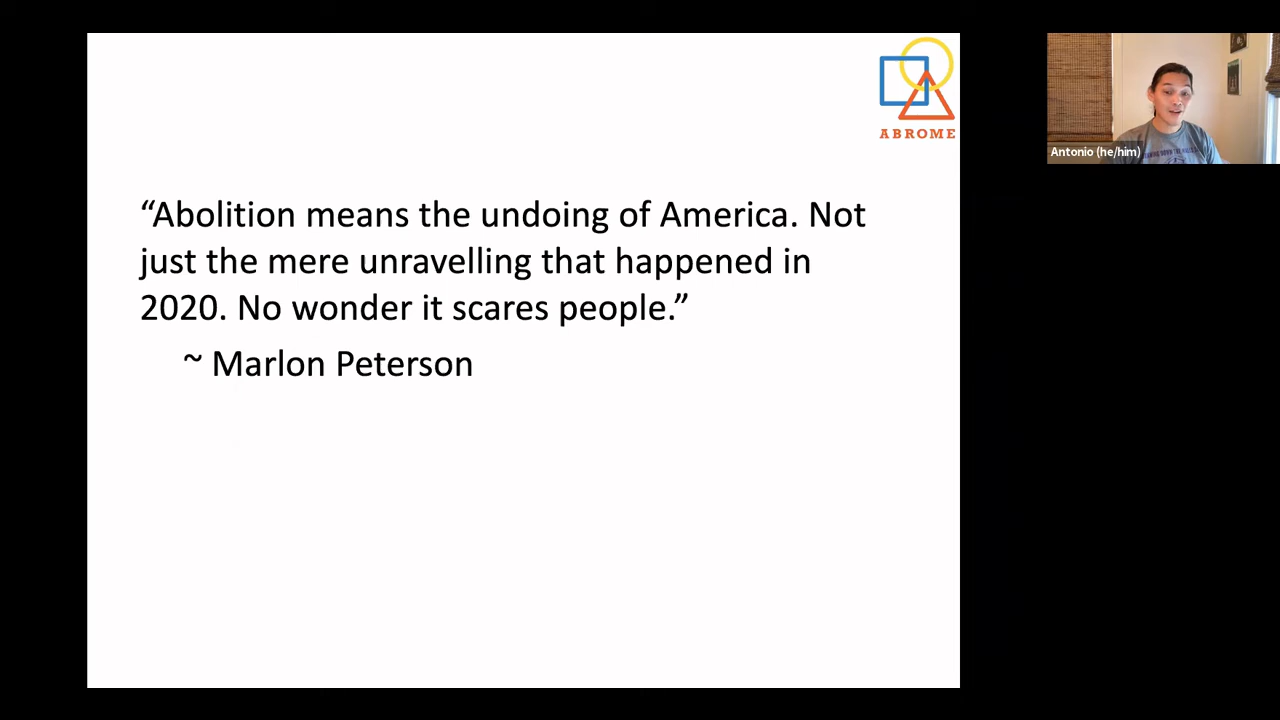 ABROME
“Abolition means the undoing of America. Not
just the mere unravelling that happened in
2020. No wonder it scares people.”
~ Marlon Peterson
Antonio (he/him)